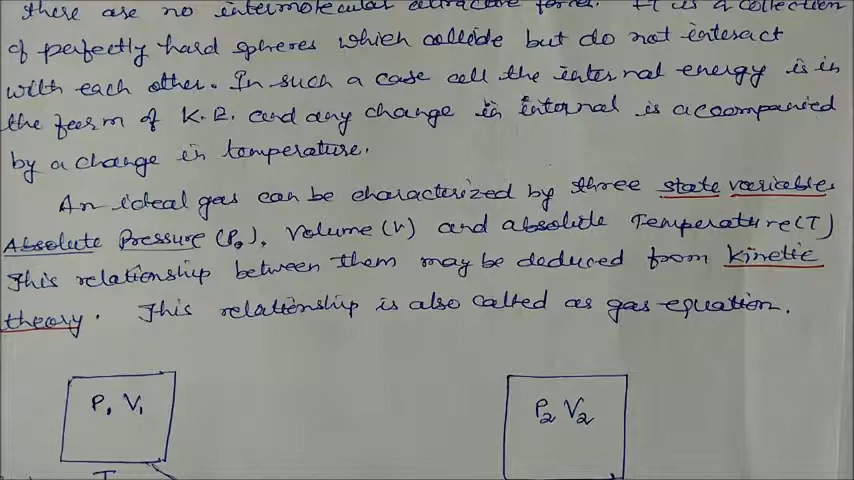 there are no intermolecular attractive forces. It is a collection
of perfectly hard spheres which collide but do not interact
with each other. In such a case all the internal energy is in
the form of K.E. and any change in internal is accompanied
by a change in temperature.
An ideal gas can be characterized by three state variables
Absolute Pressure (P₀), Volume (V) and absolute Temperature (T)
This relationship between them may be deduced from kinetic
theory. This relationship is also called as gas equation.
P₁ V₁
P₂ V₂
T